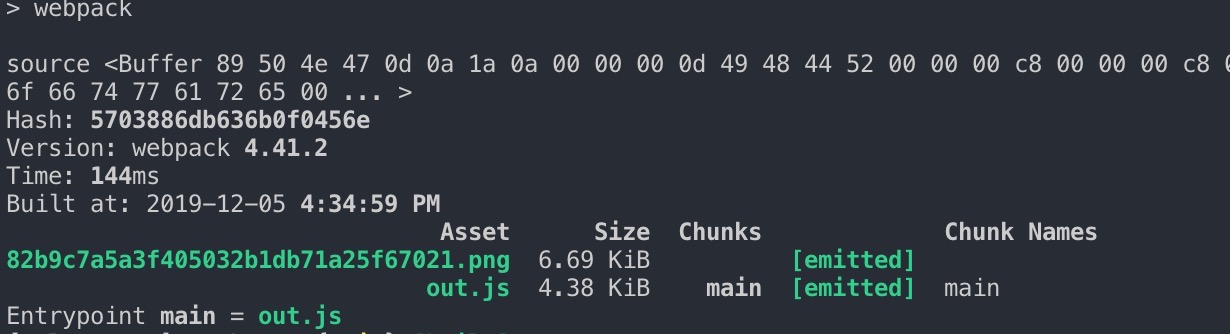 > webpack
source <Buffer 89 50 4e 47 0d 0a 1a 0a 00 00 00 0d 49 48 44 52 00 00 00 c8 00 00 00 c8
6f 66 74 77 61 72 65 00 ... >
Hash: 5703886db636b0f0456e
Version: webpack 4.41.2
Time: 144ms
Built at: 2019-12-05 4:34:59 PM
Asset Size Chunks Chunk Names
82b9c7a5a3f405032b1db71a25f67021.png 6.69 KiB [emitted]
out.js 4.38 KiB main [emitted] main
Entrypoint main = out.js